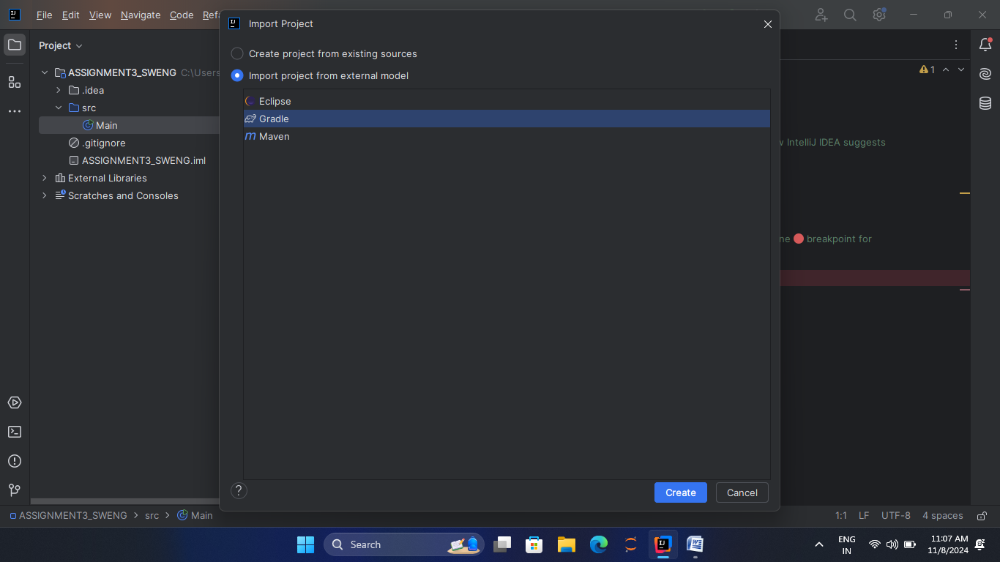 File Edit View Navigate Code
Import Project
Project
Create project from existing sources
Import project from external model
ASSIGNMENT3_SWENG C:\Users
.idea
src
Main
.gitignore
ASSIGNMENT3_SWENG.iml
External Libraries
Scratches and Consoles
Eclipse
Gradle
m Maven
1
IntelliJ IDEA suggests
breakpoint for
?
Create
Cancel
ASSIGNMENT3_SWENG > src > Main
1:1 LF UTF-8 4 spaces
Search
ENG
IN
11:07 AM
11/8/2024